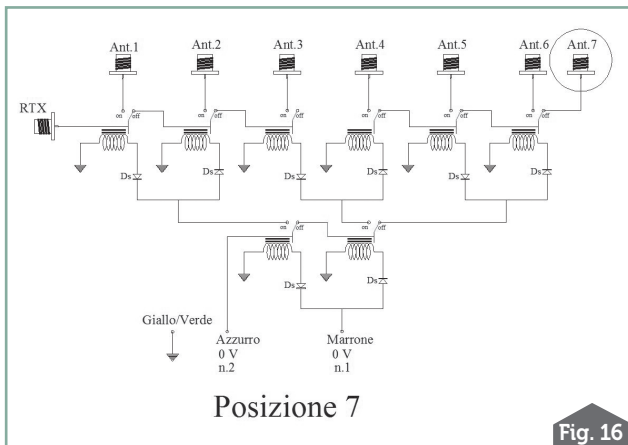 Ant.1 Ant.2 Ant.3 Ant.4 Ant.5 Ant.6 Ant.7
RTX
on off on off on off on off on off on off
Ds Ds Ds Ds Ds Ds
on off on off
Ds Ds
Giallo/Verde
Azzurro Marrone
0 V 0 V
n.2 n.1
Posizione 7
Fig. 16